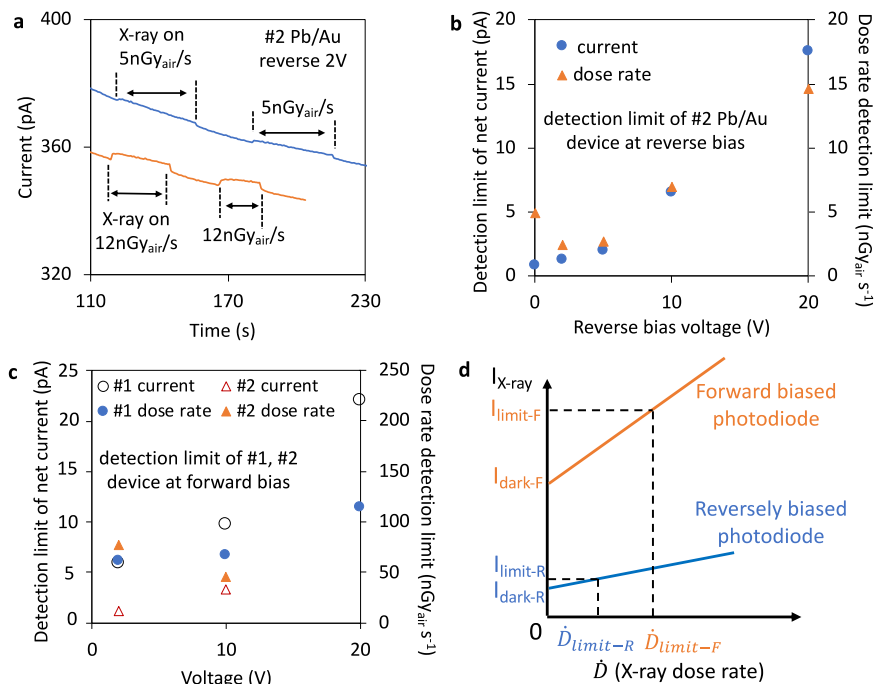 a
Current (pA)
400
360
320
X-ray on
5nGyair/s
#2 Pb/Au
reverse 2V
5nGyair/s
X-ray on
12nGyair/s
12nGyair/s
110
170
230
Time (s)
b
Detection limit of net current (pA)
20
15
10
5
0
current
dose rate
detection limit of #2 Pb/Au
device at reverse bias
0
10
20
Reverse bias voltage (V)
20
15
10
5
0
Dose rate detection limit (nGyair s-1)
c
Detection limit of net current (pA)
25
20
15
10
5
0
#1 current
#2 current
#1 dose rate
#2 dose rate
detection limit of #1, #2
device at forward bias
0
10
20
Voltage (V)
250
200
150
100
50
0
Dose rate detection limit (nGyair s-1)
d
IX-ray
Ilimit-F
Idark-F
Ilimit-R
Idark-R
Forward biased
photodiode
Reversely biased
photodiode
0
Ḋlimit−R
Ḋlimit−F
Ḋ (X-ray dose rate)